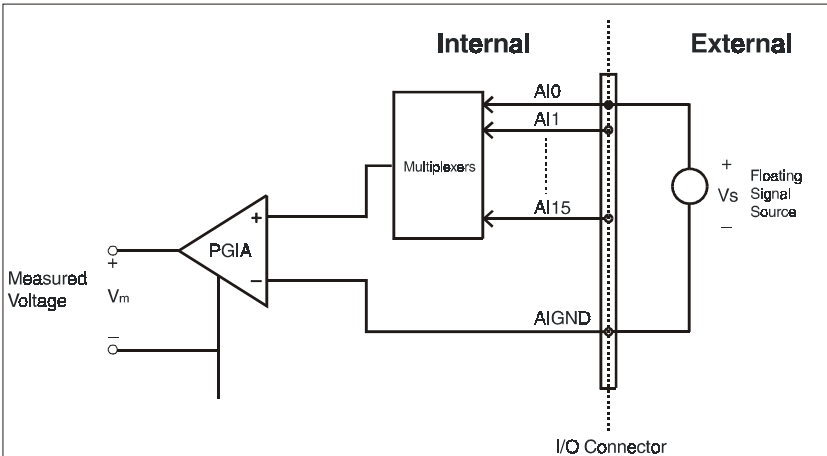 Internal
External
AI0
AI1
Multiplexers
AI15
+
Vs
−
Floating
Signal
Source
+
PGIA
−
Measured
Voltage
+
Vm
−
AIGND
I/O Connector